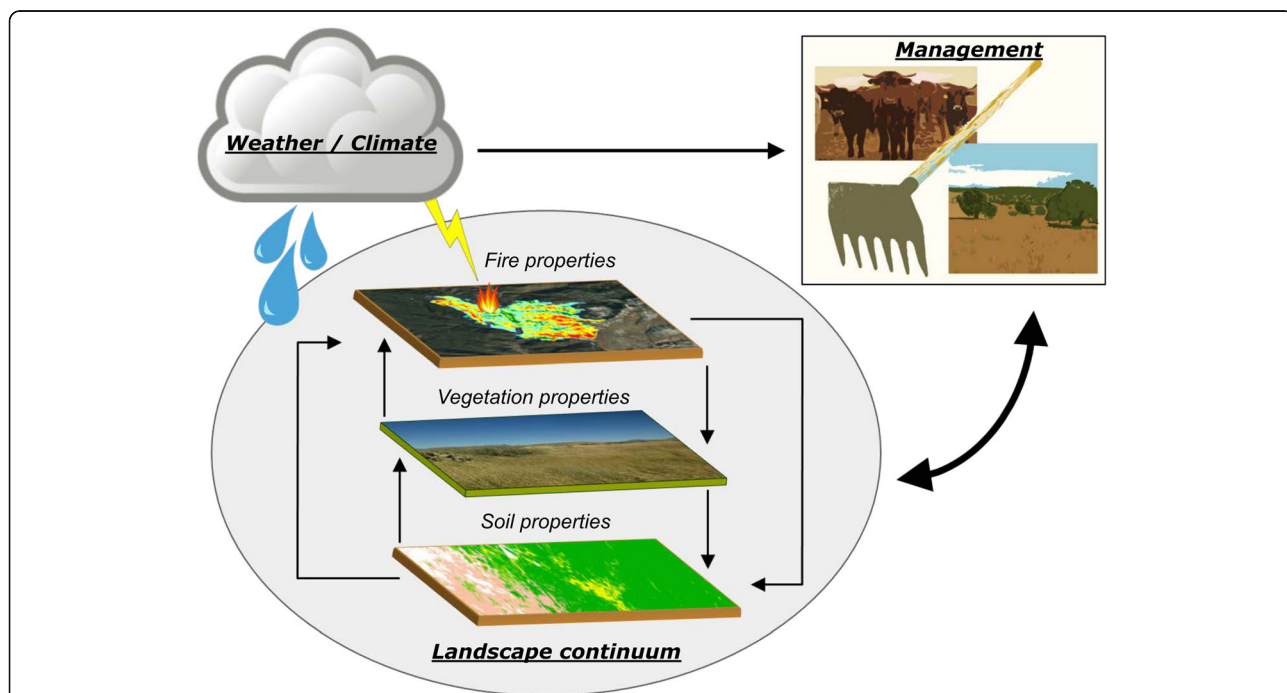 Management
Weather / Climate
Fire properties
Vegetation properties
Soil properties
Landscape continuum